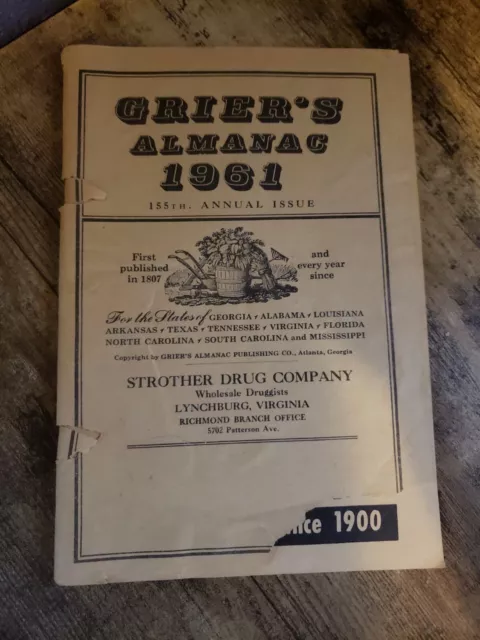 GRIER'S
ALMANAC
1961
155TH. ANNUAL ISSUE
First
published
in 1807
and
every year
since
For the States of GEORGIA • ALABAMA • LOUISIANA
ARKANSAS • TEXAS • TENNESSEE • VIRGINIA • FLORIDA
NORTH CAROLINA • SOUTH CAROLINA and MISSISSIPPI
Copyright by GRIER'S ALMANAC PUBLISHING CO., Atlanta, Georgia
STROTHER DRUG COMPANY
Wholesale Druggists
LYNCHBURG, VIRGINIA
RICHMOND BRANCH OFFICE
5702 Patterson Ave.
1900